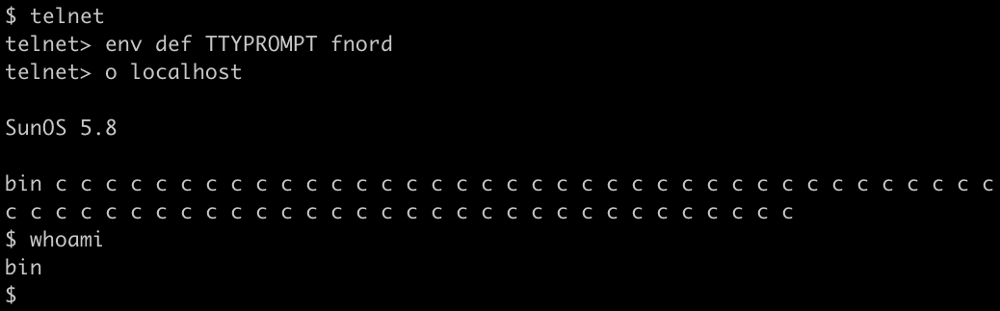 $ telnet
telnet> env def TTYPROMPT fnord
telnet> o localhost
SunOS 5.8
bin c c c c c c c c c c c c c c c c c c c c c c c c c c c c c c c c c c c c c c
c c c c c c c c c c c c c c c c c c c c c c c c c c c c c c c c
$ whoami
bin
$